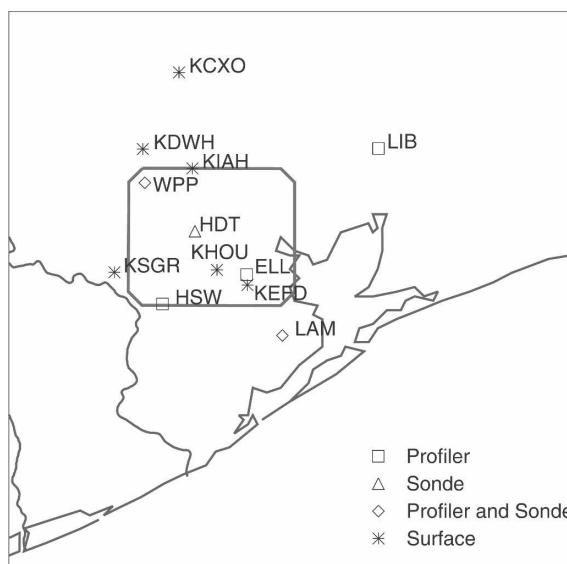 KCXO
KDWH
LIB
KIAH
WPP
HDT
KHOU
KSGR
ELL
KEFD
HSW
LAM
Profiler
Sonde
Profiler and Sonde
Surface